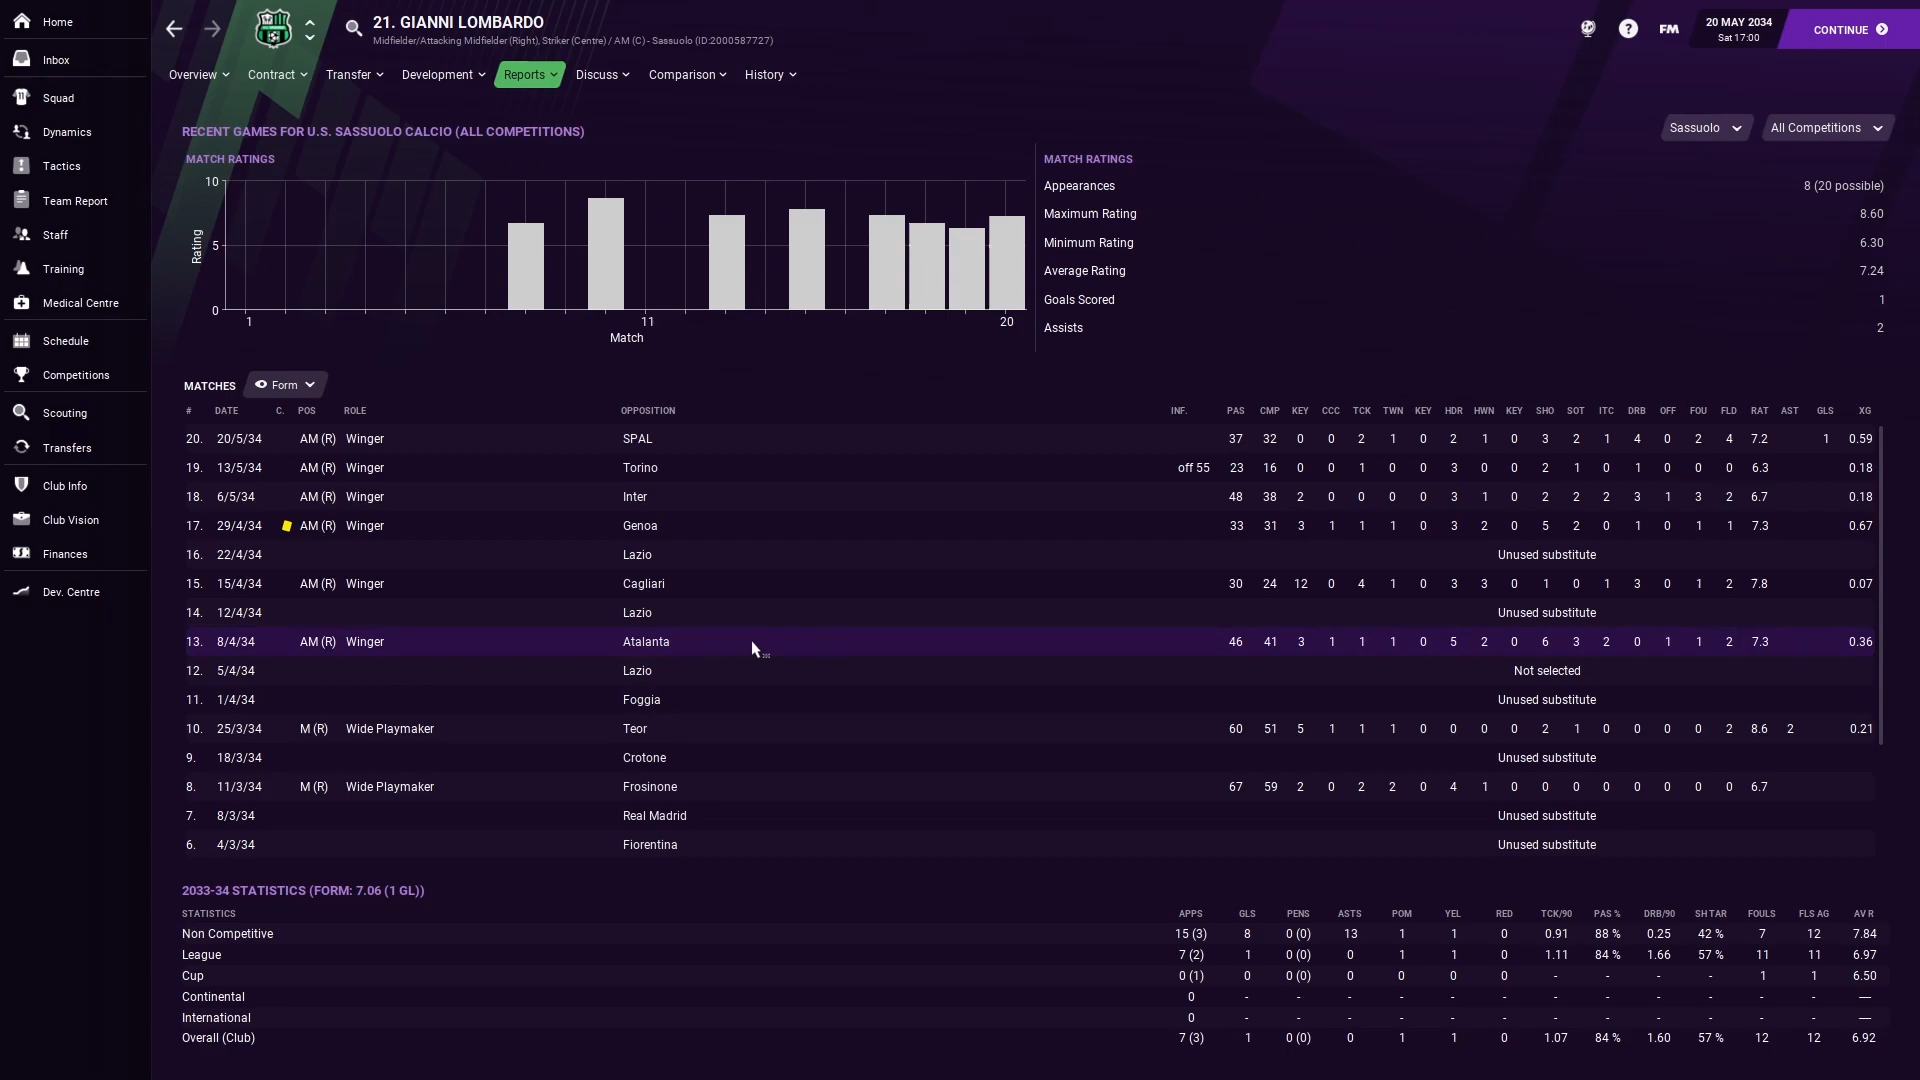 Home
Inbox
Squad
Dynamics
Tactics
Team Report
Staff
Training
Medical Centre
Schedule
Competitions
Scouting
Transfers
Club Info
Club Vision
Finances
Dev. Centre
21. GIANNI LOMBARDO
Midfielder/Attacking Midfielder (Right), Striker (Centre) / AM (C) - Sassuolo (ID:2000587727)
? FM 20 MAY 2034 Sat 17:00 CONTINUE
Overview Contract Transfer Development Reports Discuss Comparison History
RECENT GAMES FOR U.S. SASSUOLO CALCIO (ALL COMPETITIONS)
Sassuolo All Competitions
MATCH RATINGS
10
5
0
Rating
1 11 20
Match
MATCH RATINGS
Appearances 8 (20 possible)
Maximum Rating 8.60
Minimum Rating 6.30
Average Rating 7.24
Goals Scored 1
Assists 2
MATCHES Form
# DATE C. POS ROLE OPPOSITION INF. PAS CMP KEY CCC TCK TWN KEY HDR HWN KEY SHO SOT ITC DRB OFF FOU FLD RAT AST GLS XG
20. 20/5/34 AM (R) Winger SPAL 37 32 0 0 2 1 0 2 1 0 3 2 1 4 0 2 4 7.2 1 0.59
19. 13/5/34 AM (R) Winger Torino off 55 23 16 0 0 1 0 0 3 0 0 2 1 0 1 0 0 0 6.3 0.18
18. 6/5/34 AM (R) Winger Inter 48 38 2 0 0 0 0 3 1 0 2 2 2 3 1 3 2 6.7 0.18
17. 29/4/34 AM (R) Winger Genoa 33 31 3 1 1 1 0 3 2 0 5 2 0 1 0 1 1 7.3 0.67
16. 22/4/34 Lazio Unused substitute
15. 15/4/34 AM (R) Winger Cagliari 30 24 12 0 4 1 0 3 3 0 1 0 1 3 0 1 2 7.8 0.07
14. 12/4/34 Lazio Unused substitute
13. 8/4/34 AM (R) Winger Atalanta 46 41 3 1 1 1 0 5 2 0 6 3 2 0 1 1 2 7.3 0.36
12. 5/4/34 Lazio Not selected
11. 1/4/34 Foggia Unused substitute
10. 25/3/34 M (R) Wide Playmaker Teor 60 51 5 1 1 1 0 0 0 0 2 1 0 0 0 0 2 8.6 2 0.21
9. 18/3/34 Crotone Unused substitute
8. 11/3/34 M (R) Wide Playmaker Frosinone 67 59 2 0 2 2 0 4 1 0 0 0 0 0 0 0 0 6.7
7. 8/3/34 Real Madrid Unused substitute
6. 4/3/34 Fiorentina Unused substitute
2033-34 STATISTICS (FORM: 7.06 (1 GL))
STATISTICS APPS GLS PENS ASTS POM YEL RED TCK/90 PAS % DRB/90 SH TAR FOULS FLS AG AV R
Non Competitive 15 (3) 8 0 (0) 13 1 1 0 0.91 88 % 0.25 42 % 7 12 7.84
League 7 (2) 1 0 (0) 0 1 1 0 1.11 84 % 1.66 57 % 11 11 6.97
Cup 0 (1) 0 0 (0) 0 0 0 0 - - - - 1 1 6.50
Continental 0 - - - - - - - - - - - - —
International 0 - - - - - - - - - - - - —
Overall (Club) 7 (3) 1 0 (0) 0 1 1 0 1.07 84 % 1.60 57 % 12 12 6.92